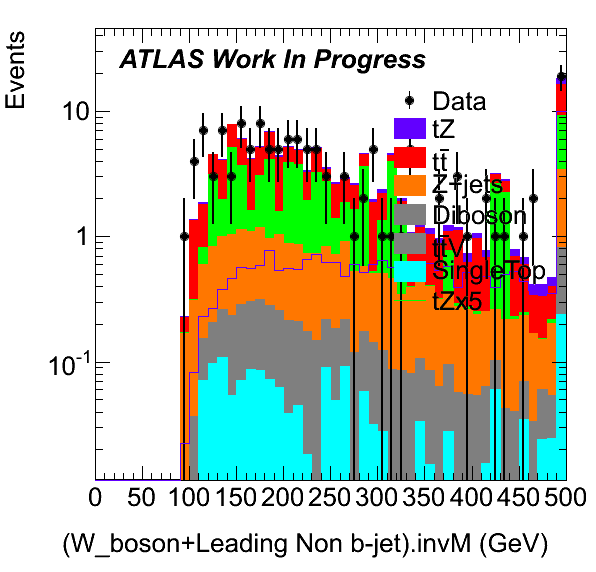 Events
ATLAS Work In Progress
Data
tZ
tt̄
Z+jets
Diboson
tt̄V
SingleTop
tZx5
10
1
10⁻¹
0 50 100 150 200 250 300 350 400 450 500
(W_boson+Leading Non b-jet).invM (GeV)